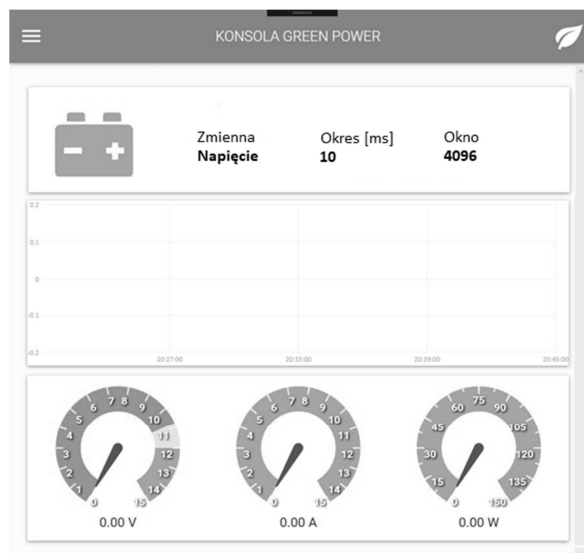 KONSOLA GREEN POWER
Zmienna Okres [ms] Okno
Napięcie 10 4096
0.2
0.1
0
-0.1
-0.2
20:27:00 20:33:00 20:39:00 20:45:00
0 1 2 3 4 5 6 7 8 9 10 11 12 13 14 15
0 1 2 3 4 5 6 7 8 9 10 11 12 13 14 15
0 15 30 45 60 75 90 105 120 135 150
0.00 V 0.00 A 0.00 W